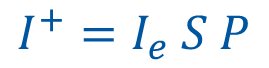 I⁺ = Iₑ S P